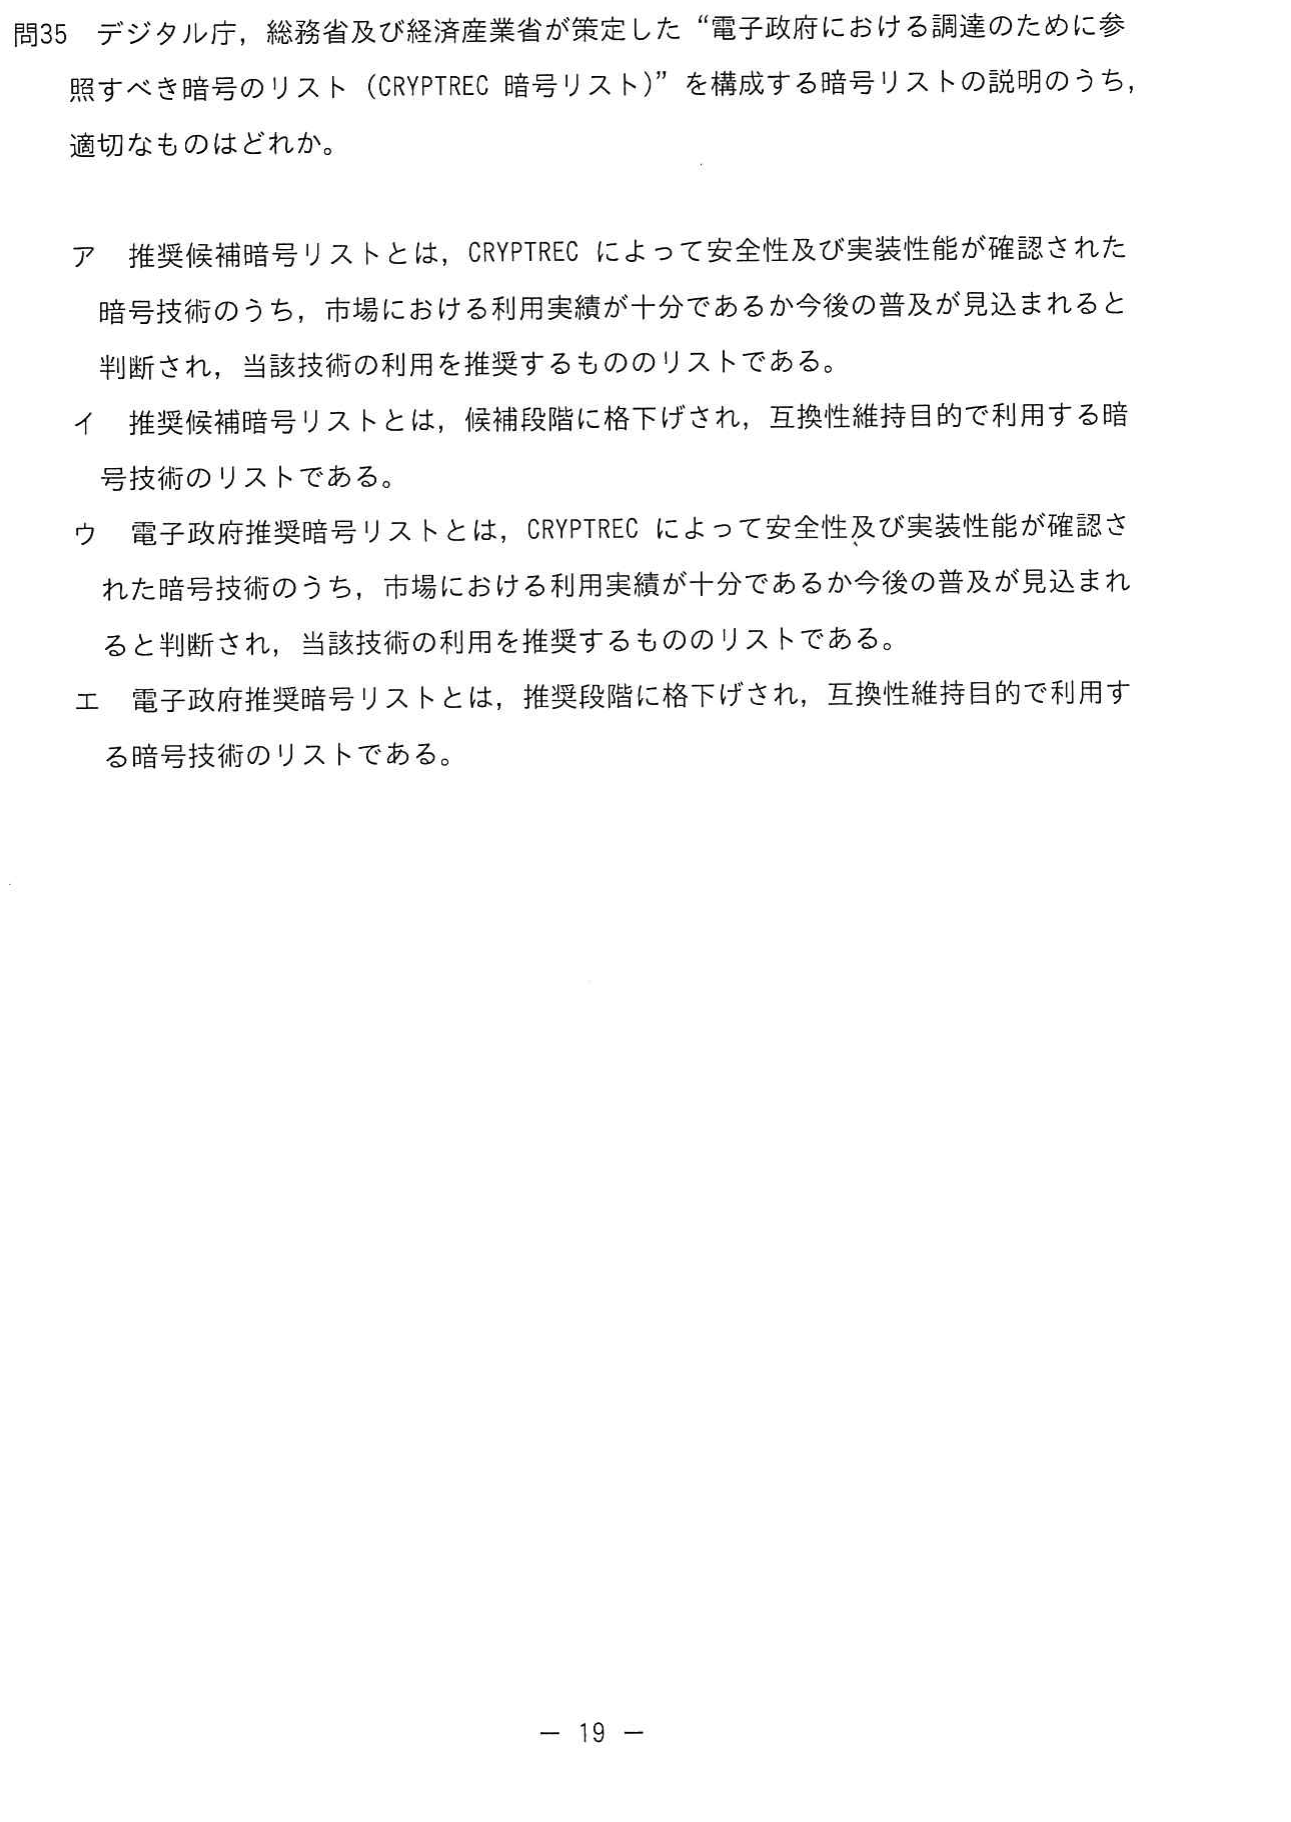 問35 デジタル庁，総務省及び経済産業省が策定した“電子政府における調達のために参
照すべき暗号のリスト（CRYPTREC 暗号リスト）”を構成する暗号リストの説明のうち，
適切なものはどれか。
ア 推奨候補暗号リストとは，CRYPTREC によって安全性及び実装性能が確認された
暗号技術のうち，市場における利用実績が十分であるか今後の普及が見込まれると
判断され，当該技術の利用を推奨するもののリストである。
イ 推奨候補暗号リストとは，候補段階に格下げされ，互換性維持目的で利用する暗
号技術のリストである。
ウ 電子政府推奨暗号リストとは，CRYPTREC によって安全性及び実装性能が確認さ
れた暗号技術のうち，市場における利用実績が十分であるか今後の普及が見込まれ
ると判断され，当該技術の利用を推奨するもののリストである。
エ 電子政府推奨暗号リストとは，推奨段階に格下げされ，互換性維持目的で利用す
る暗号技術のリストである。
－ 19 －